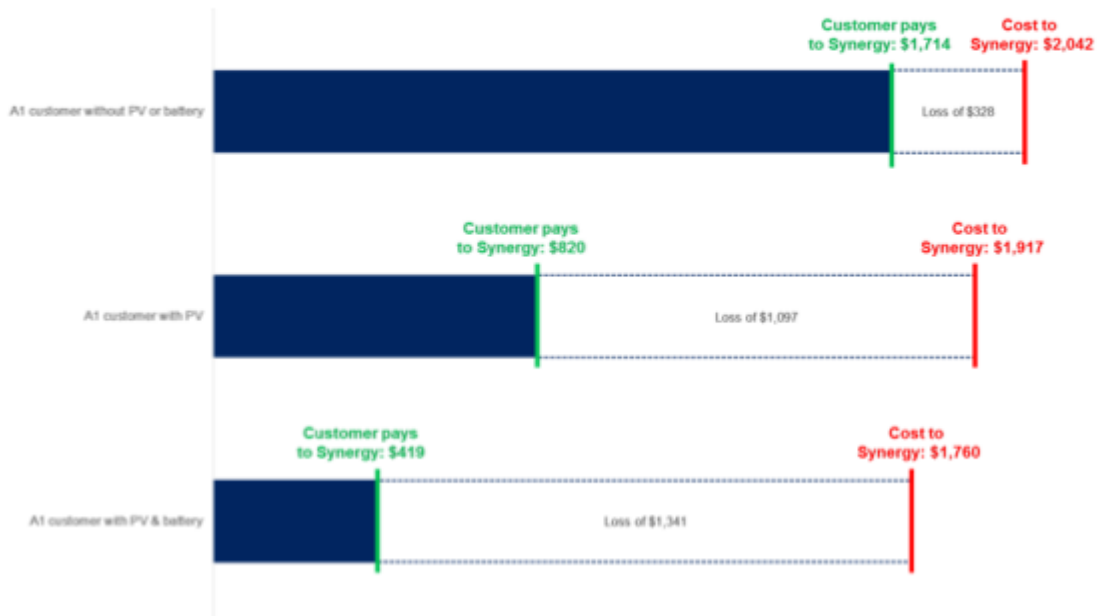 Customer pays
to Synergy: $1,714
Cost to
Synergy: $2,042
A1 customer without PV or battery
Loss of $328
Customer pays
to Synergy: $820
Cost to
Synergy: $1,917
A1 customer with PV
Loss of $1,097
Customer pays
to Synergy: $419
Cost to
Synergy: $1,760
A1 customer with PV & battery
Loss of $1,341